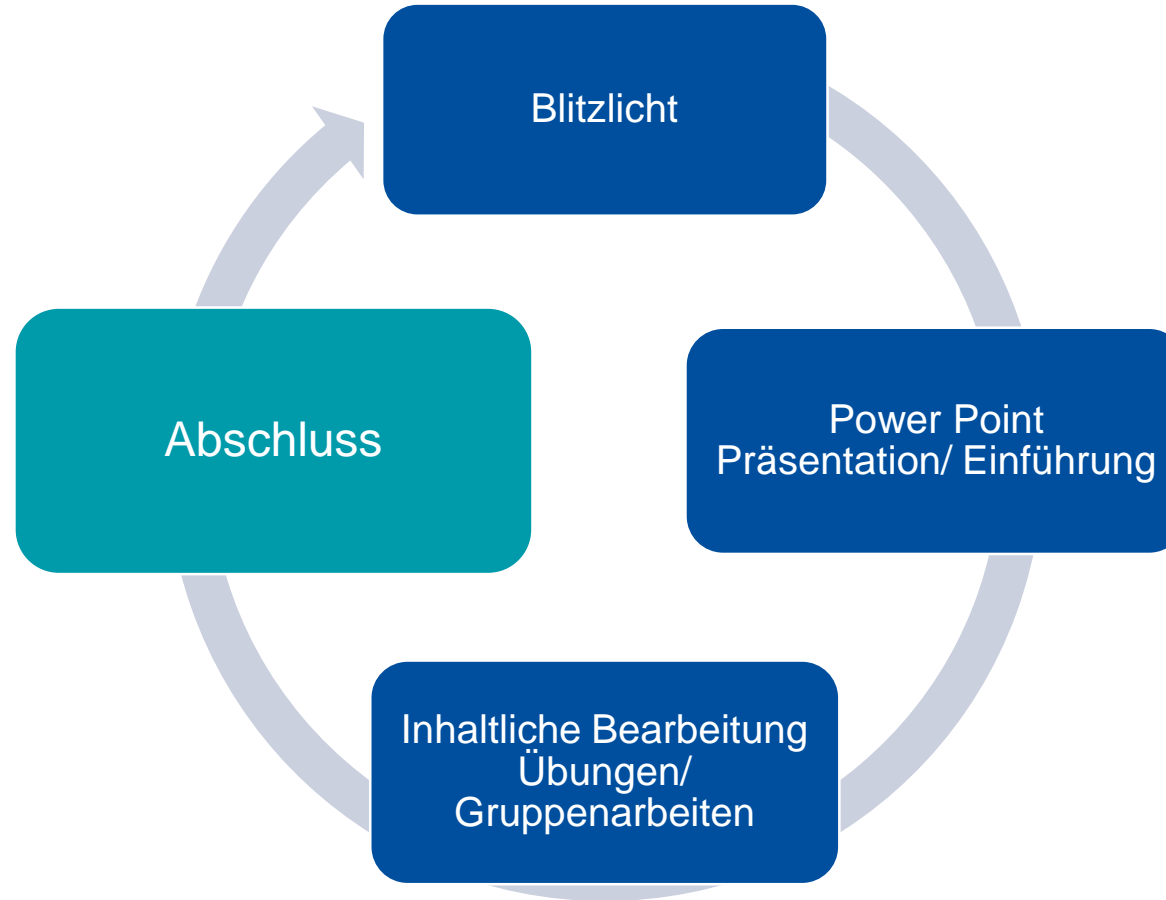 Blitzlicht
Power Point
Präsentation/ Einführung
Inhaltliche Bearbeitung
Übungen/
Gruppenarbeiten
Abschluss